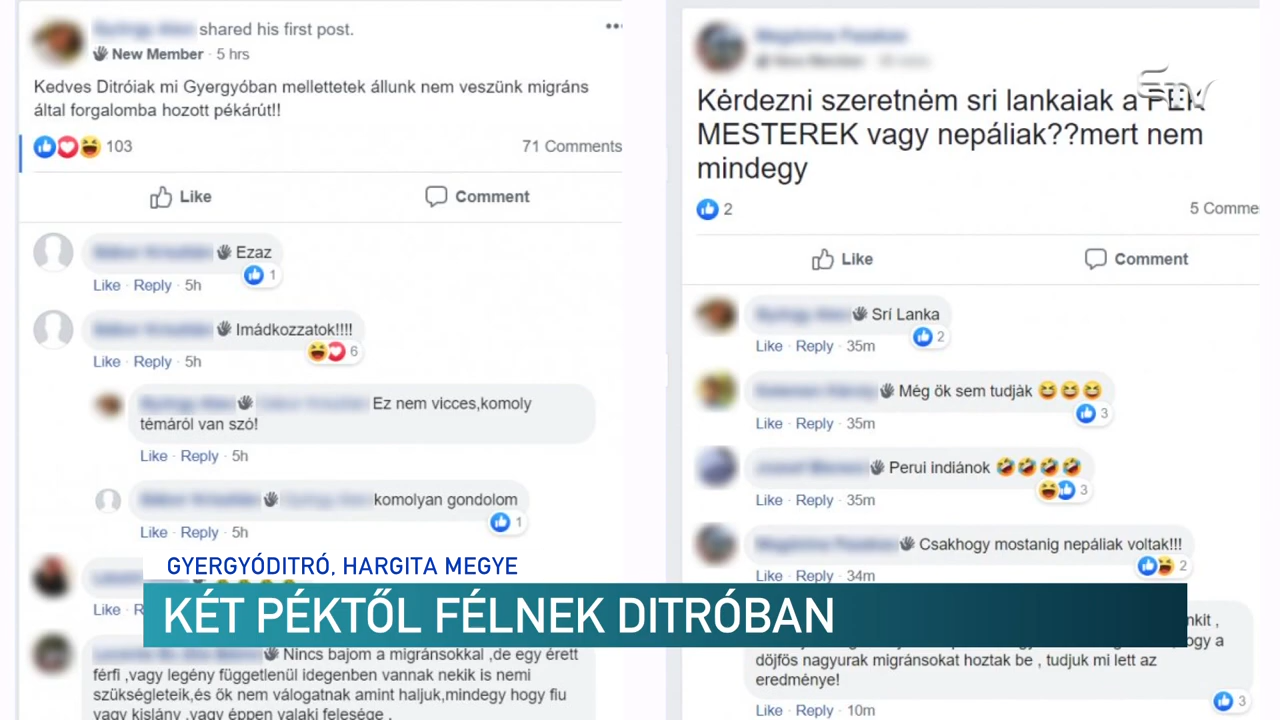 shared his first post.
New Member · 5 hrs
Kedves Ditróiak mi Gyergyóban mellettetek állunk nem veszünk migráns
által forgalomba hozott pékárút!!
103
71 Comments
Like Comment
Ezaz
1
Like · Reply · 5h
Imádkozzatok!!!!
6
Like · Reply · 5h
Ez nem vicces,komoly
témáról van szó!
Like · Reply · 5h
komolyan gondolom
1
Like · Reply · 5h
Like · R
Nincs bajom a migránsokkal ,de egy érett
férfi ,vagy legény függetlenül idegenben vannak nekik is nemi
szükségleteik,és ők nem válogatnak amint haljuk,mindegy hogy fiu
vagy kislány ,vagy éppen valaki felesége .
Kérdezni szeretném sri lankaiak a PÉK
MESTEREK vagy nepáliak??mert nem
mindegy
2
5 Comme
Like Comment
Srí Lanka
2
Like · Reply · 35m
Még ök sem tudják
3
Like · Reply · 35m
Perui indiánok
3
Like · Reply · 35m
Csakhogy mostanig nepáliak voltak!!!
2
Like · Reply · 34m
nkit ,
ogy a
döjfös nagyurak migránsokat hoztak be , tudjuk mi lett az
eredménye!
3
Like · Reply · 10m
GYERGYÓDITRÓ, HARGITA MEGYE
KÉT PÉKTŐL FÉLNEK DITRÓBAN